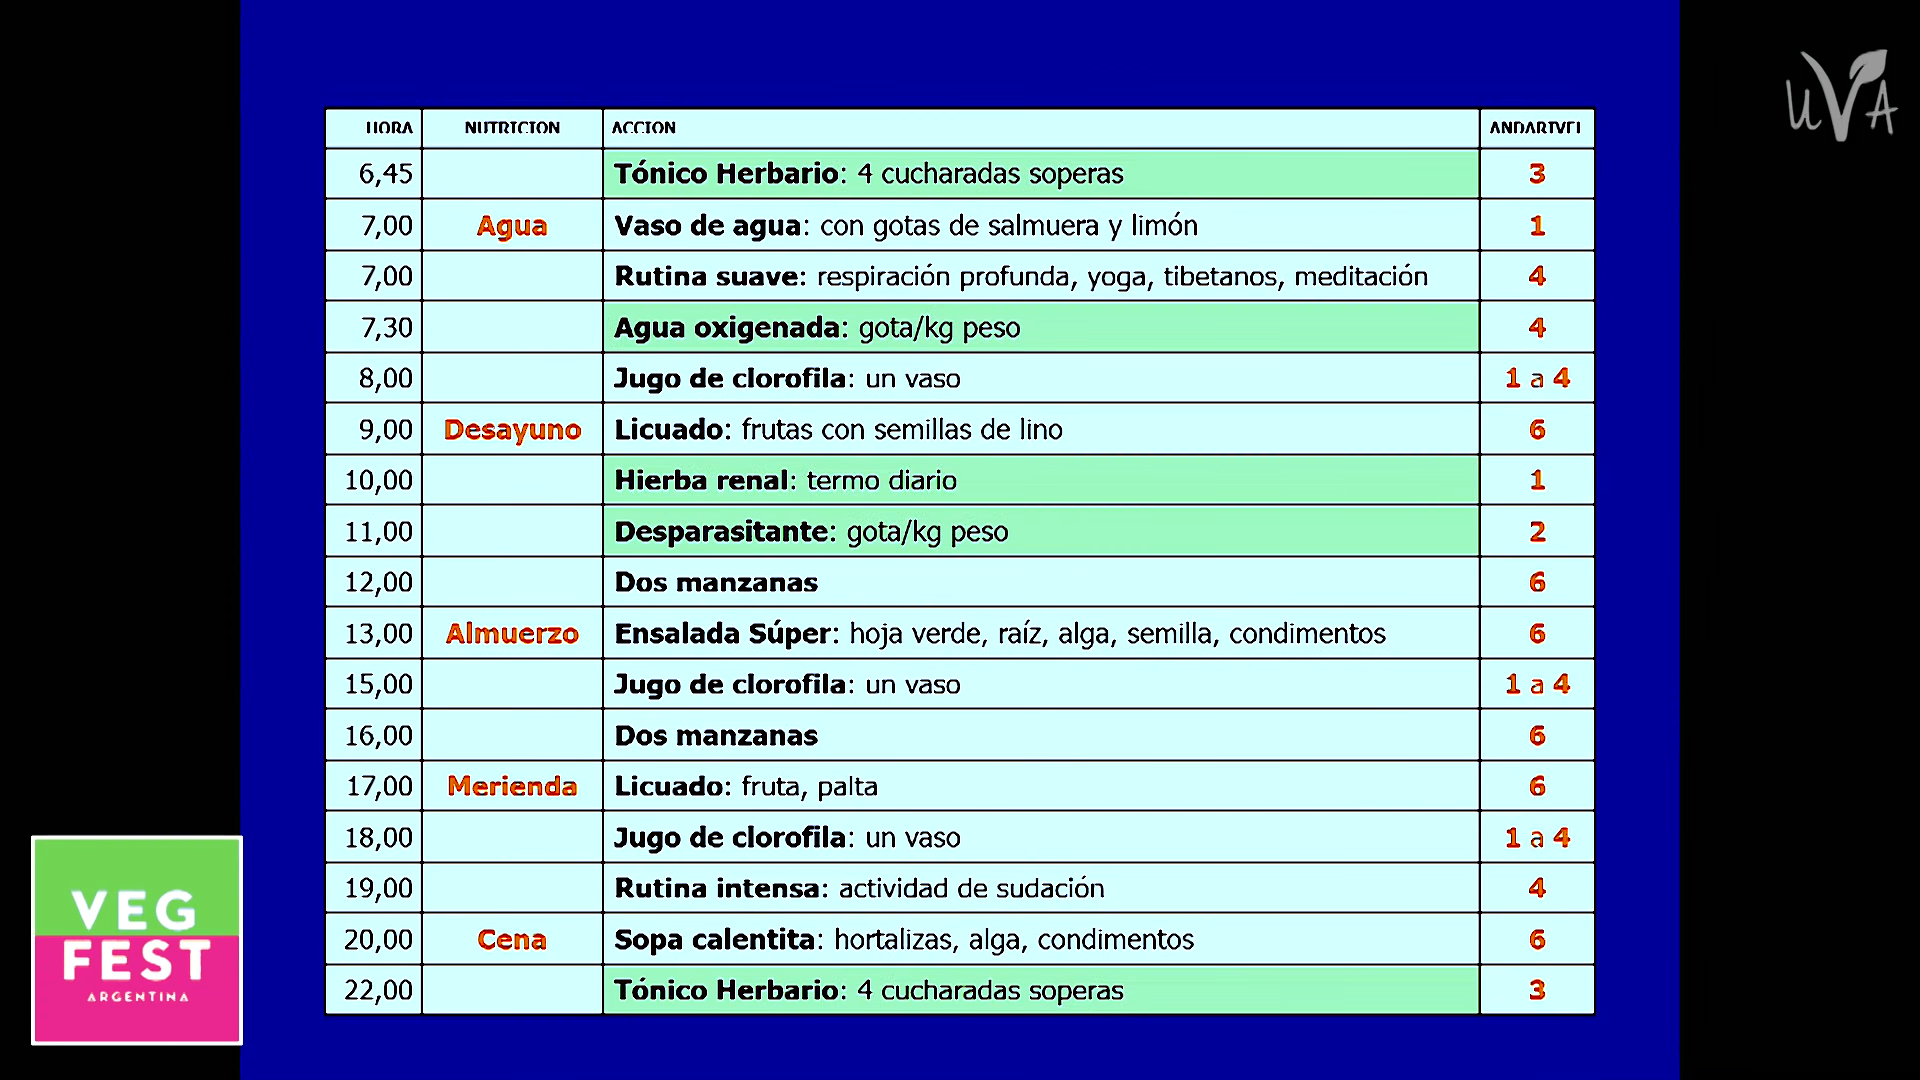 UVA
HORA NUTRICION ACCION ANDARIVEL
6,45 Tónico Herbario: 4 cucharadas soperas 3
7,00 Agua Vaso de agua: con gotas de salmuera y limón 1
7,00 Rutina suave: respiración profunda, yoga, tibetanos, meditación 4
7,30 Agua oxigenada: gota/kg peso 4
8,00 Jugo de clorofila: un vaso 1 a 4
9,00 Desayuno Licuado: frutas con semillas de lino 6
10,00 Hierba renal: termo diario 1
11,00 Desparasitante: gota/kg peso 2
12,00 Dos manzanas 6
13,00 Almuerzo Ensalada Súper: hoja verde, raíz, alga, semilla, condimentos 6
15,00 Jugo de clorofila: un vaso 1 a 4
16,00 Dos manzanas 6
17,00 Merienda Licuado: fruta, palta 6
18,00 Jugo de clorofila: un vaso 1 a 4
19,00 Rutina intensa: actividad de sudación 4
20,00 Cena Sopa calentita: hortalizas, alga, condimentos 6
22,00 Tónico Herbario: 4 cucharadas soperas 3
VEG
FEST
ARGENTINA